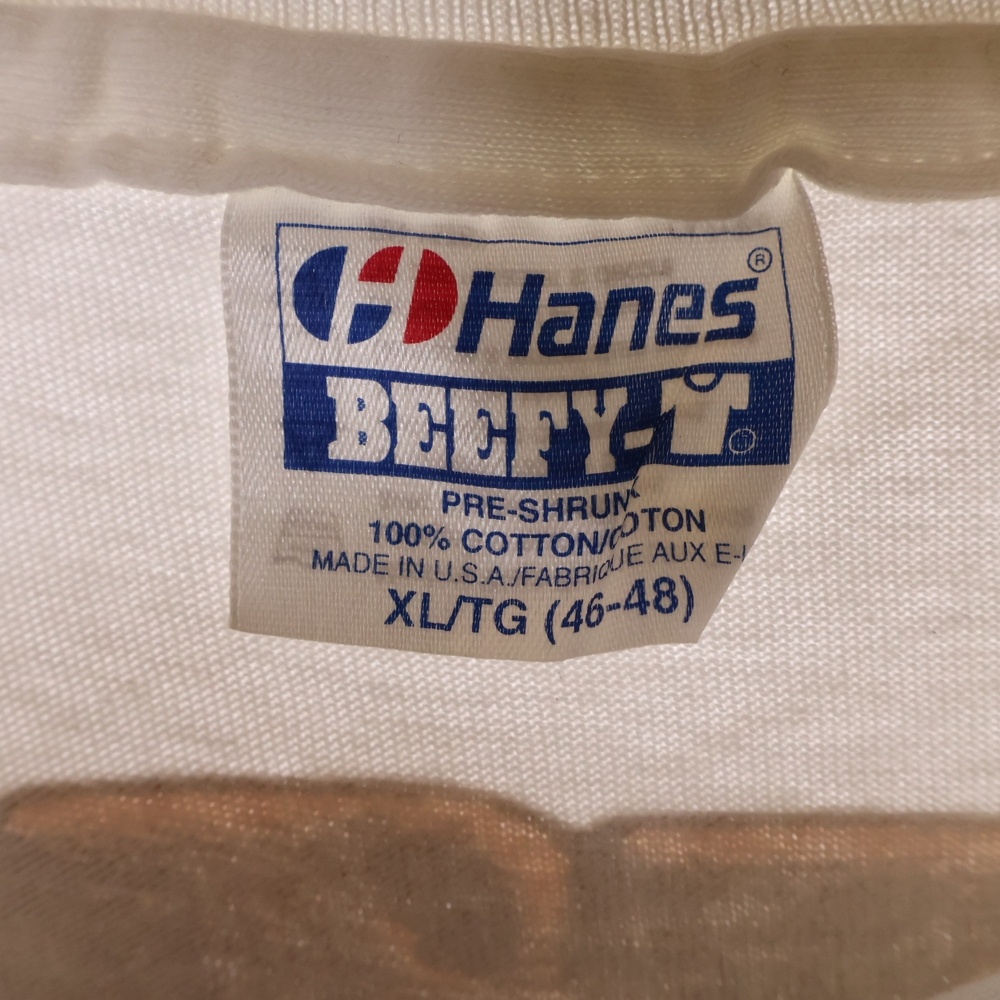 Hanes®
BEEFY-T
PRE-SHRUNK
100% COTTON/COTON
MADE IN U.S.A./FABRIQUE AUX E-
XL/TG (46-48)